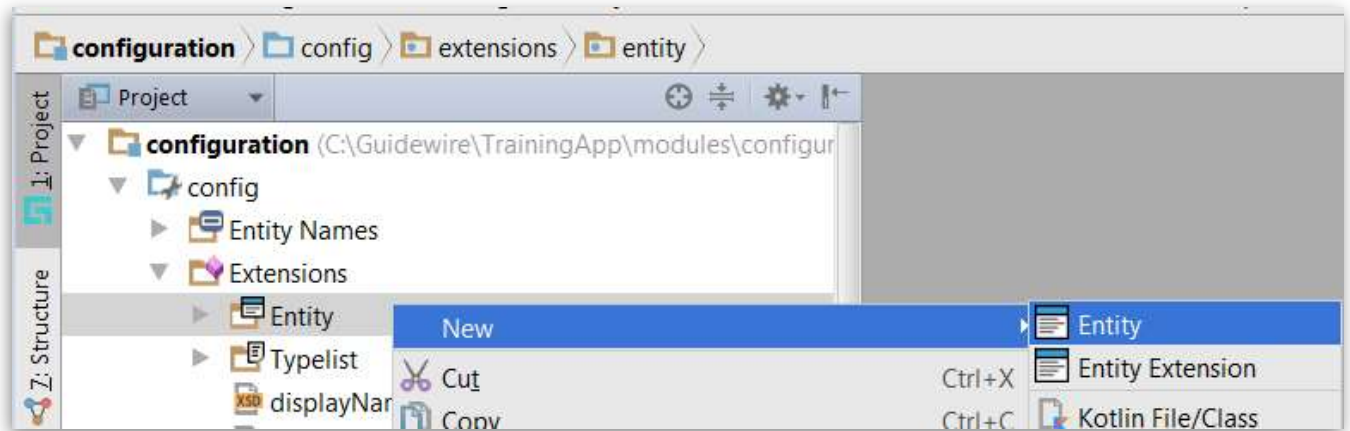 configuration config extensions entity
1: Project
Project
configuration (C:\Guidewire\TrainingApp\modules\configur
config
Entity Names
Extensions
Entity
New
Entity
Z: Structure
Typelist
Cut Ctrl+X
Entity Extension
displayNar
Copy Ctrl+C
Kotlin File/Class